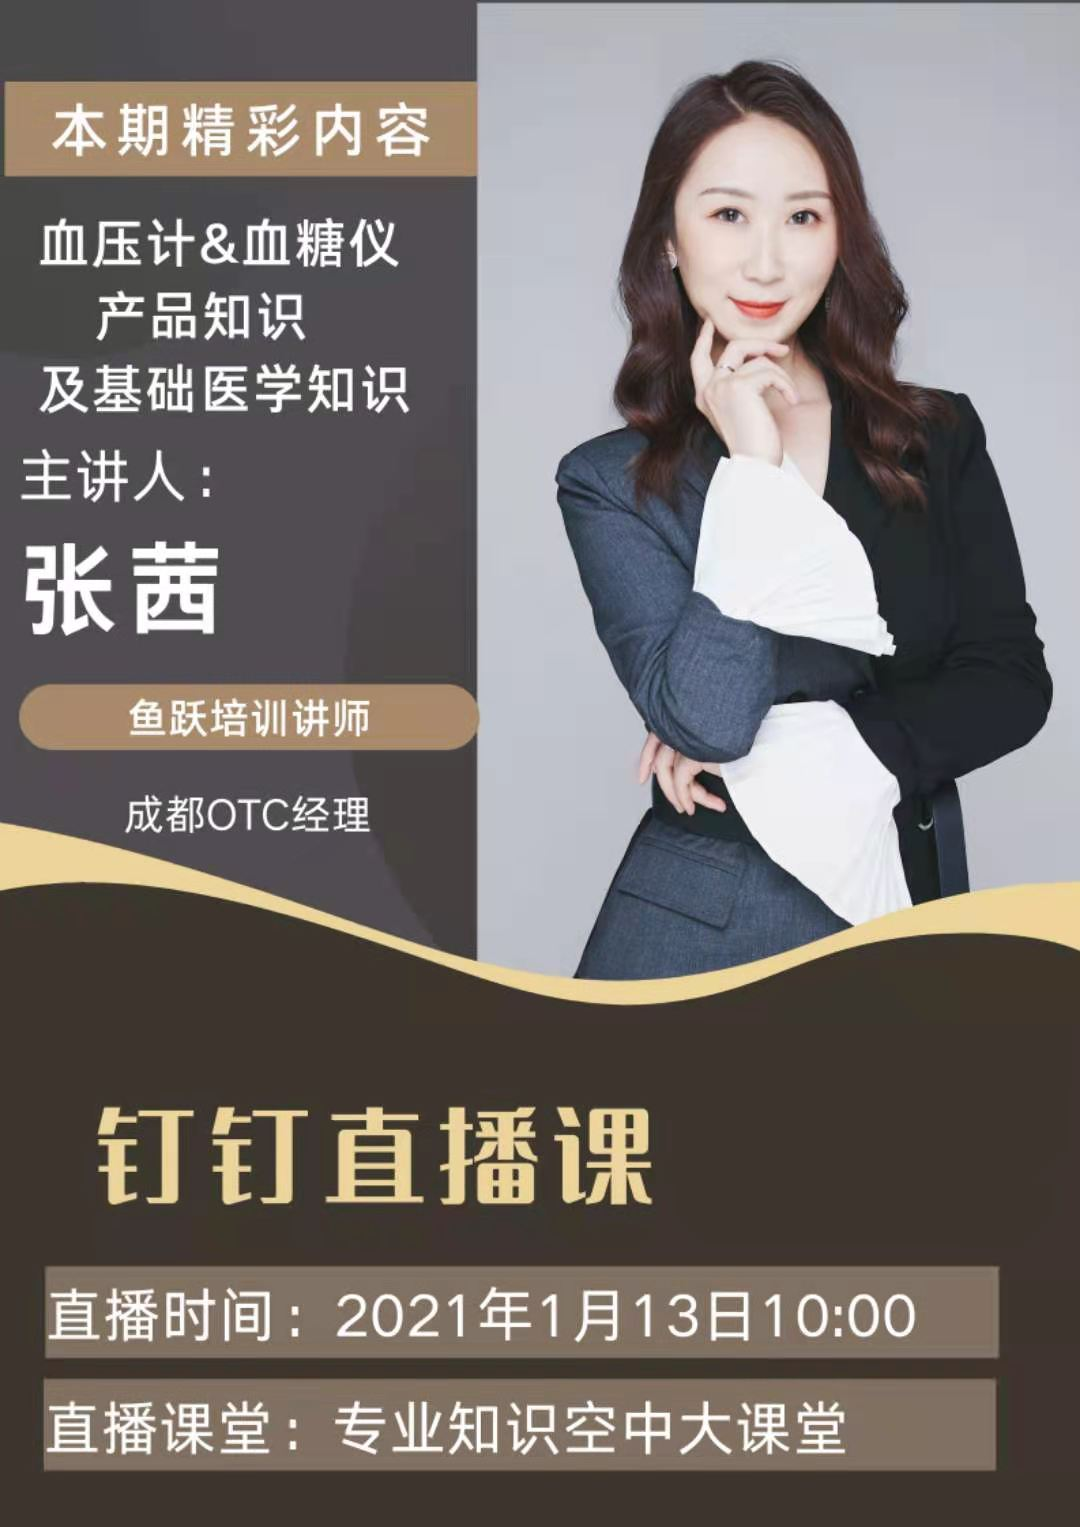 本期精彩内容
血压计&血糖仪
产品知识
及基础医学知识
主讲人：
张茜
鱼跃培训讲师
成都OTC经理
钉钉直播课
直播时间：2021年1月13日10:00
直播课堂：专业知识空中大课堂